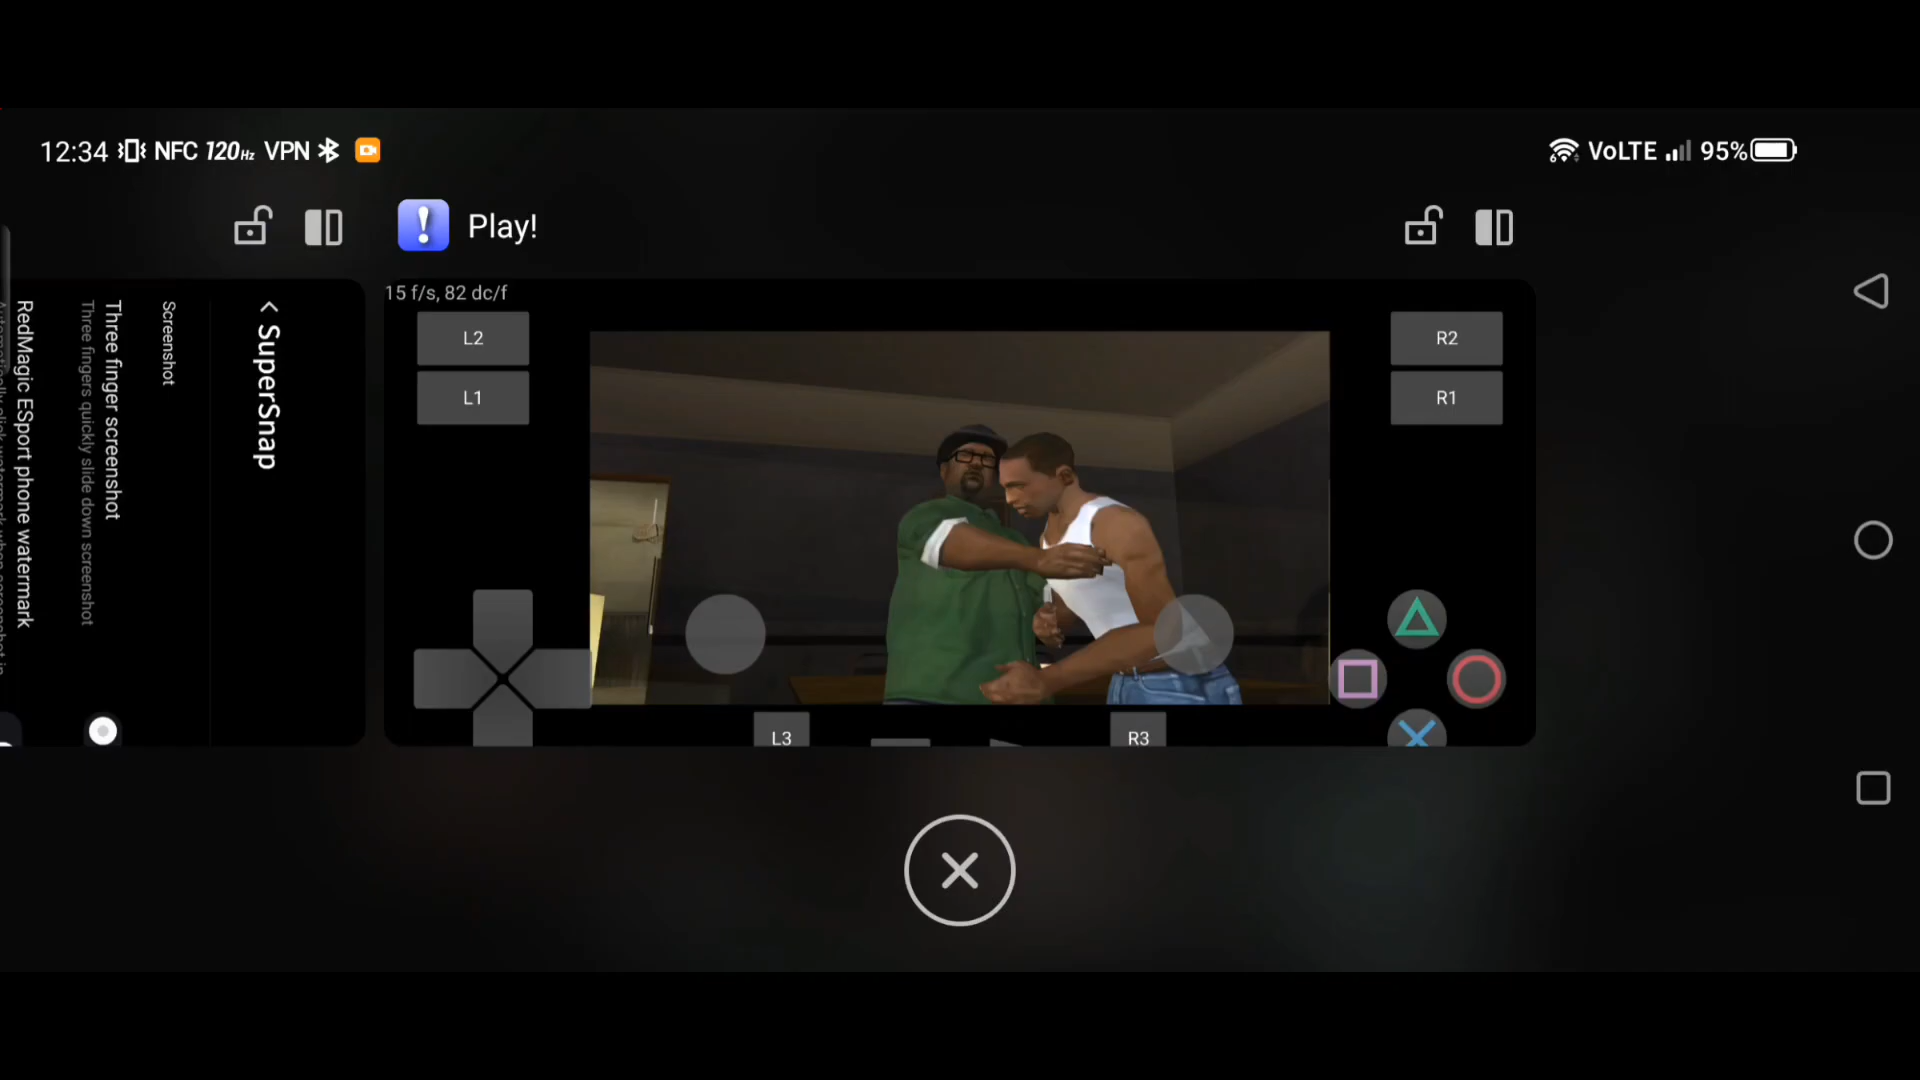 12:34 NFC 120Hz VPN
VoLTE 95%
Play!
15 f/s, 82 dc/f
L2
L1
R2
R1
L3
R3
SuperSnap
Screenshot
Three finger screenshot
Three fingers quickly slide down screenshot
RedMagic ESport phone watermark